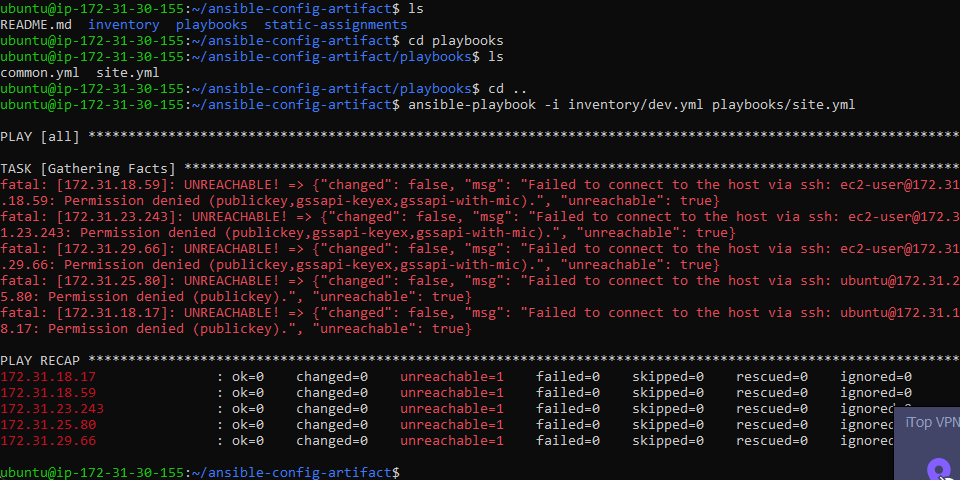 ubuntu@ip-172-31-30-155:~/ansible-config-artifact$ ls
README.md  inventory  playbooks  static-assignments
ubuntu@ip-172-31-30-155:~/ansible-config-artifact$ cd playbooks
ubuntu@ip-172-31-30-155:~/ansible-config-artifact/playbooks$ ls
common.yml  site.yml
ubuntu@ip-172-31-30-155:~/ansible-config-artifact/playbooks$ cd ..
ubuntu@ip-172-31-30-155:~/ansible-config-artifact$ ansible-playbook -i inventory/dev.yml playbooks/site.yml
PLAY [all] *************************************************************************************************************
TASK [Gathering Facts] *************************************************************************************************
fatal: [172.31.18.59]: UNREACHABLE! => {"changed": false, "msg": "Failed to connect to the host via ssh: ec2-user@172.31
.18.59: Permission denied (publickey,gssapi-keyex,gssapi-with-mic).", "unreachable": true}
fatal: [172.31.23.243]: UNREACHABLE! => {"changed": false, "msg": "Failed to connect to the host via ssh: ec2-user@172.3
1.23.243: Permission denied (publickey,gssapi-keyex,gssapi-with-mic).", "unreachable": true}
fatal: [172.31.29.66]: UNREACHABLE! => {"changed": false, "msg": "Failed to connect to the host via ssh: ec2-user@172.31
.29.66: Permission denied (publickey,gssapi-keyex,gssapi-with-mic).", "unreachable": true}
fatal: [172.31.25.80]: UNREACHABLE! => {"changed": false, "msg": "Failed to connect to the host via ssh: ubuntu@172.31.2
5.80: Permission denied (publickey).", "unreachable": true}
fatal: [172.31.18.17]: UNREACHABLE! => {"changed": false, "msg": "Failed to connect to the host via ssh: ubuntu@172.31.1
8.17: Permission denied (publickey).", "unreachable": true}
PLAY RECAP *************************************************************************************************************
172.31.18.17               : ok=0    changed=0    unreachable=1    failed=0    skipped=0    rescued=0    ignored=0
172.31.18.59               : ok=0    changed=0    unreachable=1    failed=0    skipped=0    rescued=0    ignored=0
172.31.23.243              : ok=0    changed=0    unreachable=1    failed=0    skipped=0    rescued=0    ignored
172.31.25.80               : ok=0    changed=0    unreachable=1    failed=0    skipped=0    rescued=0    ignored
172.31.29.66               : ok=0    changed=0    unreachable=1    failed=0    skipped=0    rescued=0    ignored
iTop VPN
ubuntu@ip-172-31-30-155:~/ansible-config-artifact$